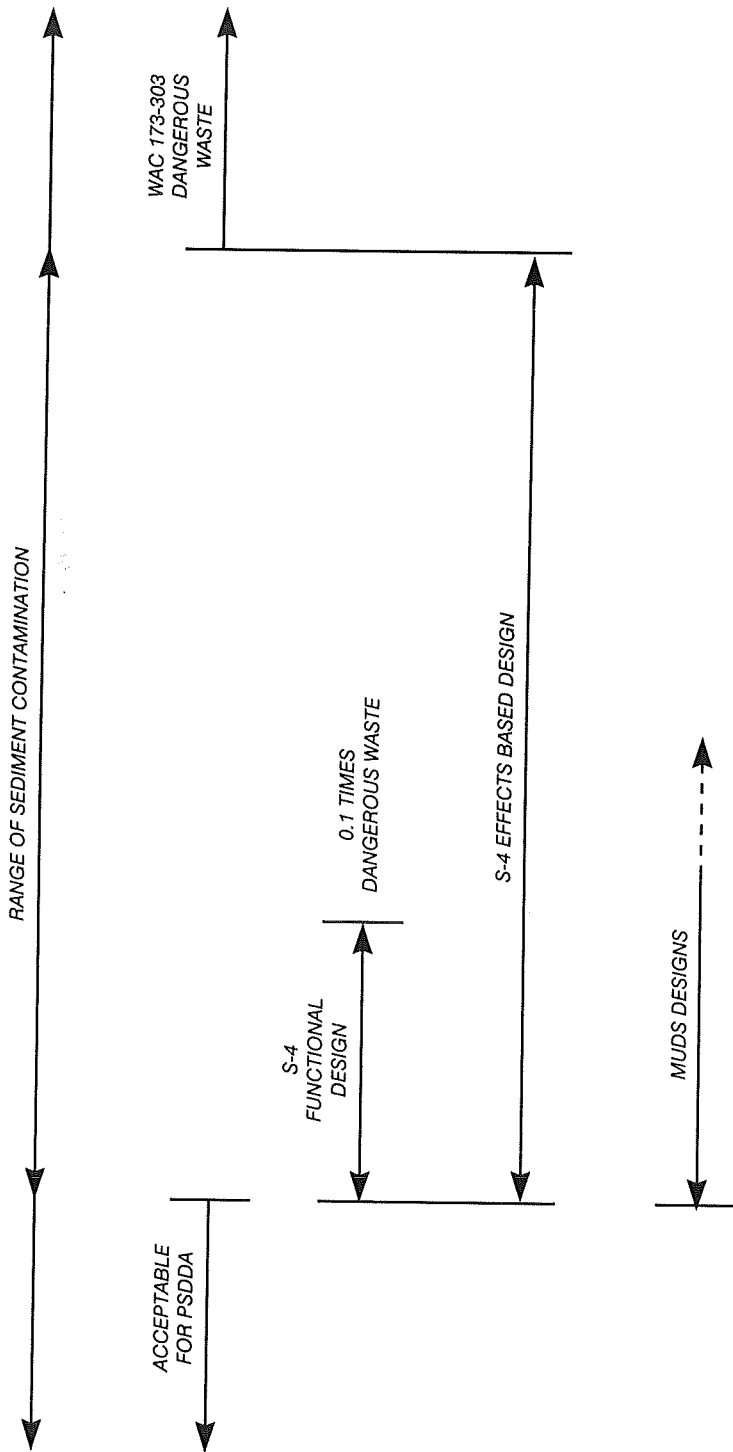 RANGE OF SEDIMENT CONTAMINATION
ACCEPTABLE
FOR PSDDA
WAC 173-303
DANGEROUS
WASTE
S-4
FUNCTIONAL
DESIGN
0.1 TIMES
DANGEROUS WASTE
S-4 EFFECTS BASED DESIGN
MUDS DESIGNS